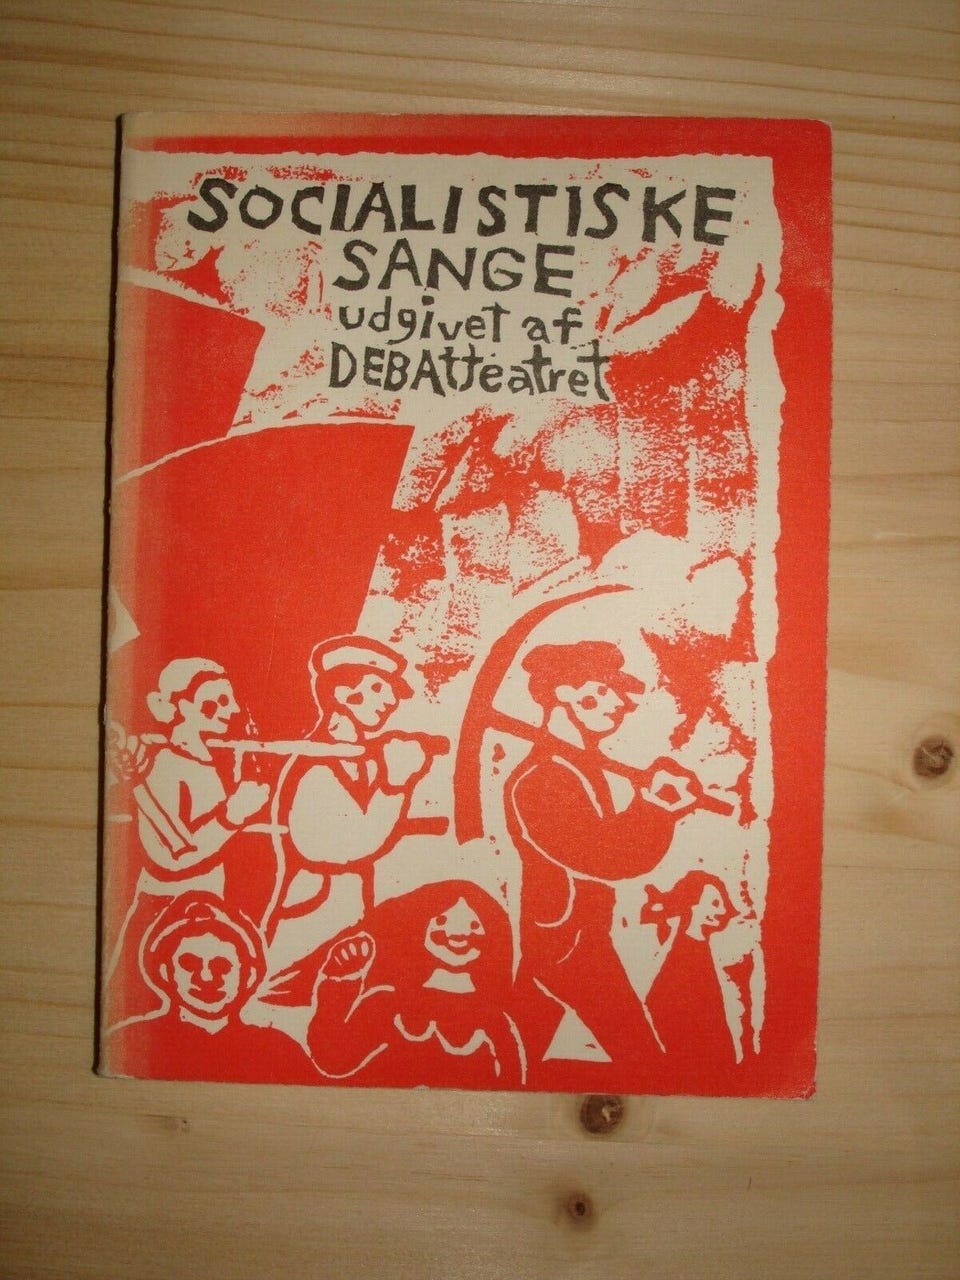 SOCIALISTISKE
SANGE
udgivet af
DEBATteatret